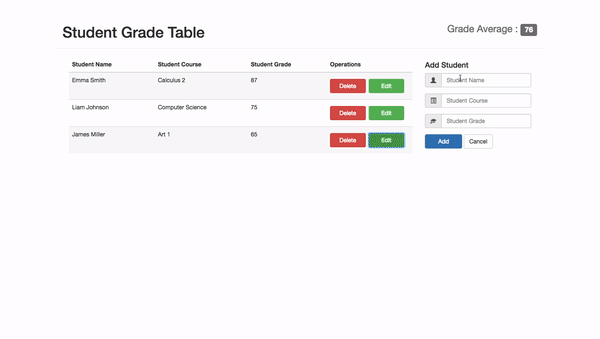 Student Grade Table
Grade Average : 76
Student Name Student Course Student Grade Operations
Emma Smith Calculus 2 87 Delete Edit
Liam Johnson Computer Science 75 Delete Edit
James Miller Art 1 65 Delete Edit
Add Student
Student Name
Student Course
Student Grade
Add Cancel